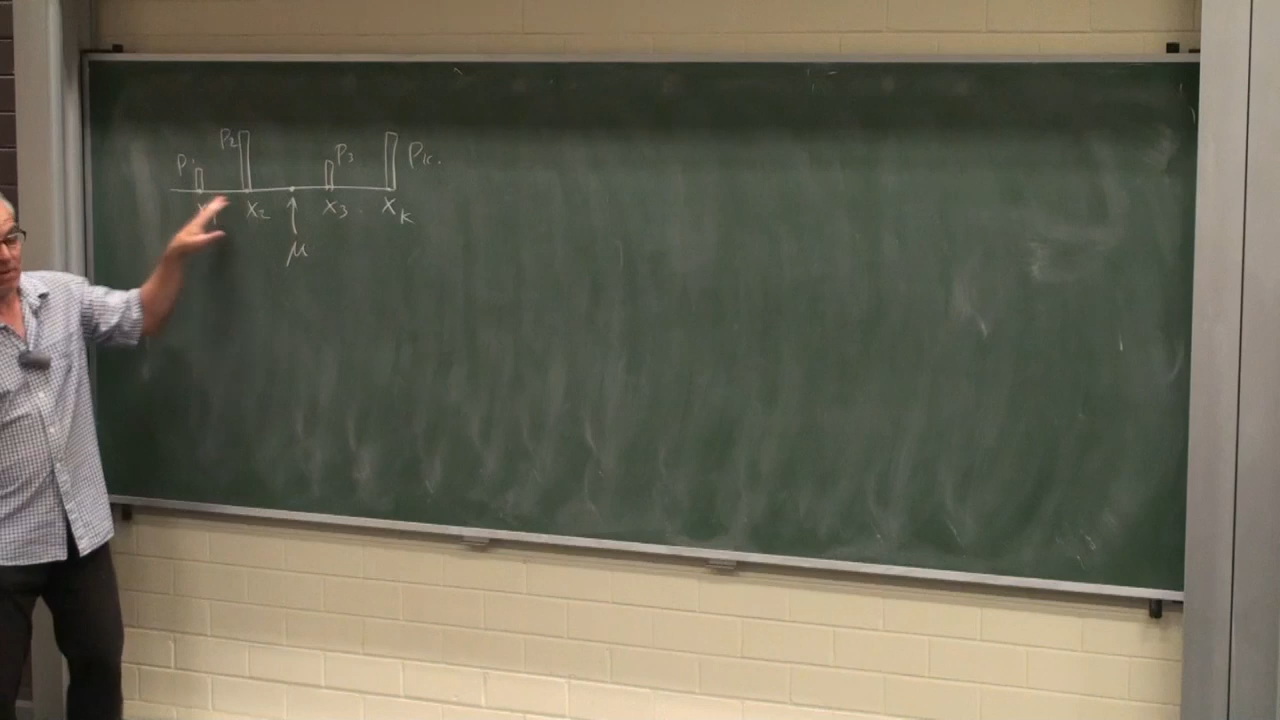 P1 P2 P3 PK.
X1 X2 X3 . XK
μ